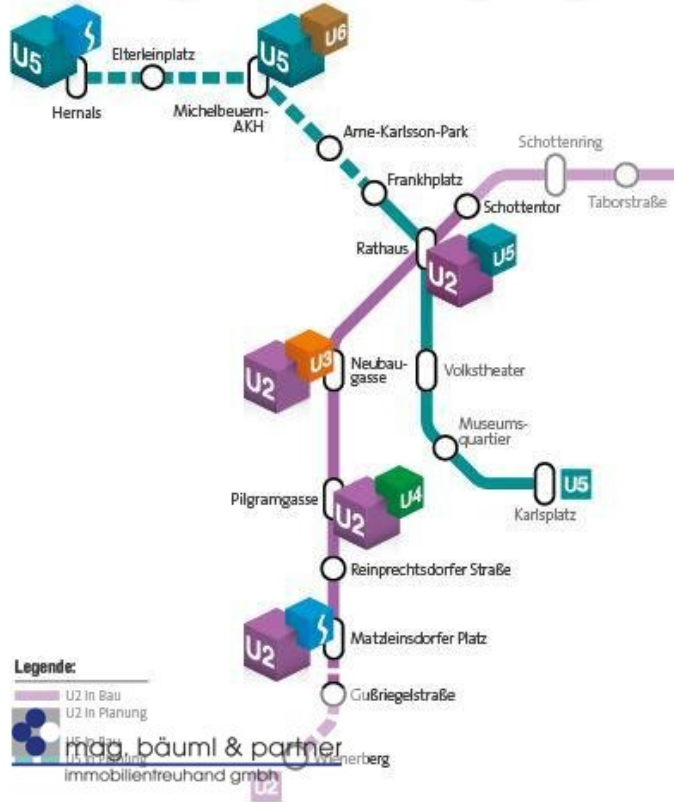 U5
Elterleinplatz
U5
U6
Hernals
Michelbeuern-
AKH
Arne-Karlsson-Park
Schottenring
Frankhplatz
Schottentor
Taborstraße
Rathaus
U2
U5
U2
U3
Neubau-
gasse
Volkstheater
Museums-
quartier
U5
Karlsplatz
Pilgramgasse
U2
U4
Reinprechtsdorfer Straße
U2
Matzleinsdorfer Platz
Legende:
U2 in Bau
Gußriegelstraße
U2 in Planung
mag. bäuml & partner
Wienerberg
immobilientreuhand gmbh
U2